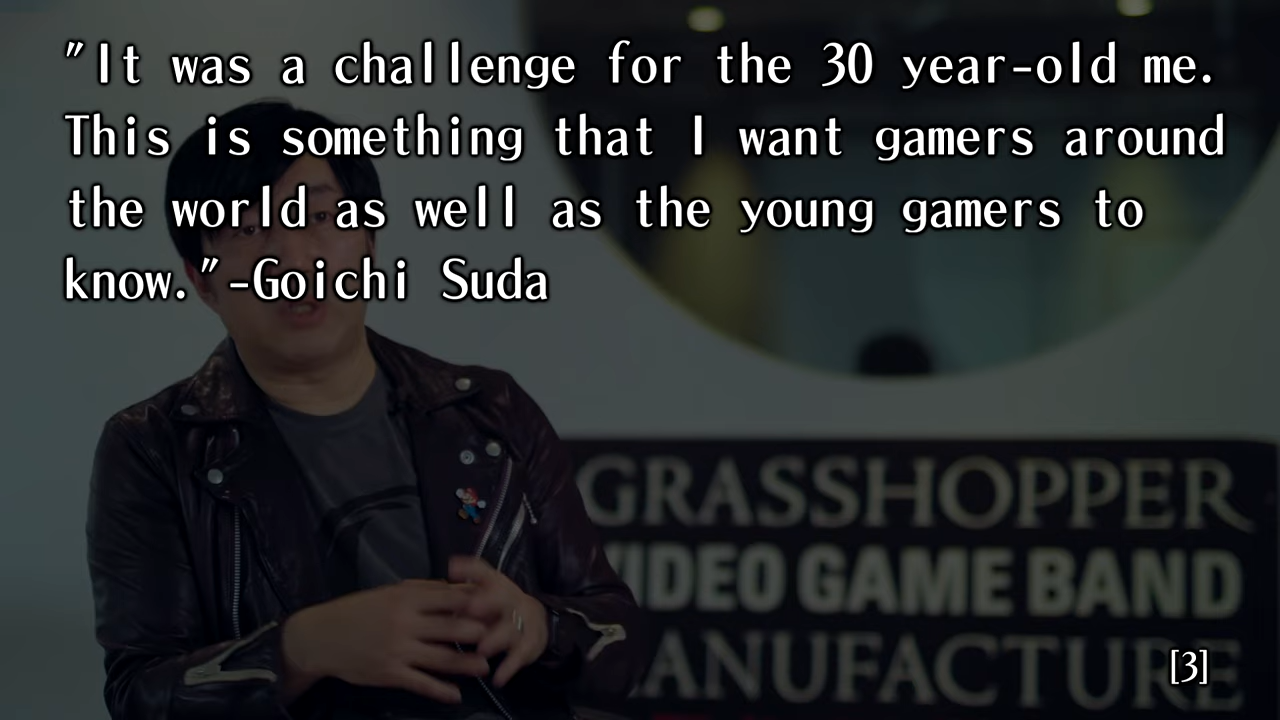 "It was a challenge for the 30 year-old me.
This is something that I want gamers around
the world as well as the young gamers to
know."-Goichi Suda
GRASSHOPPER
VIDEO GAME BAND
MANUFACTURE
[3]